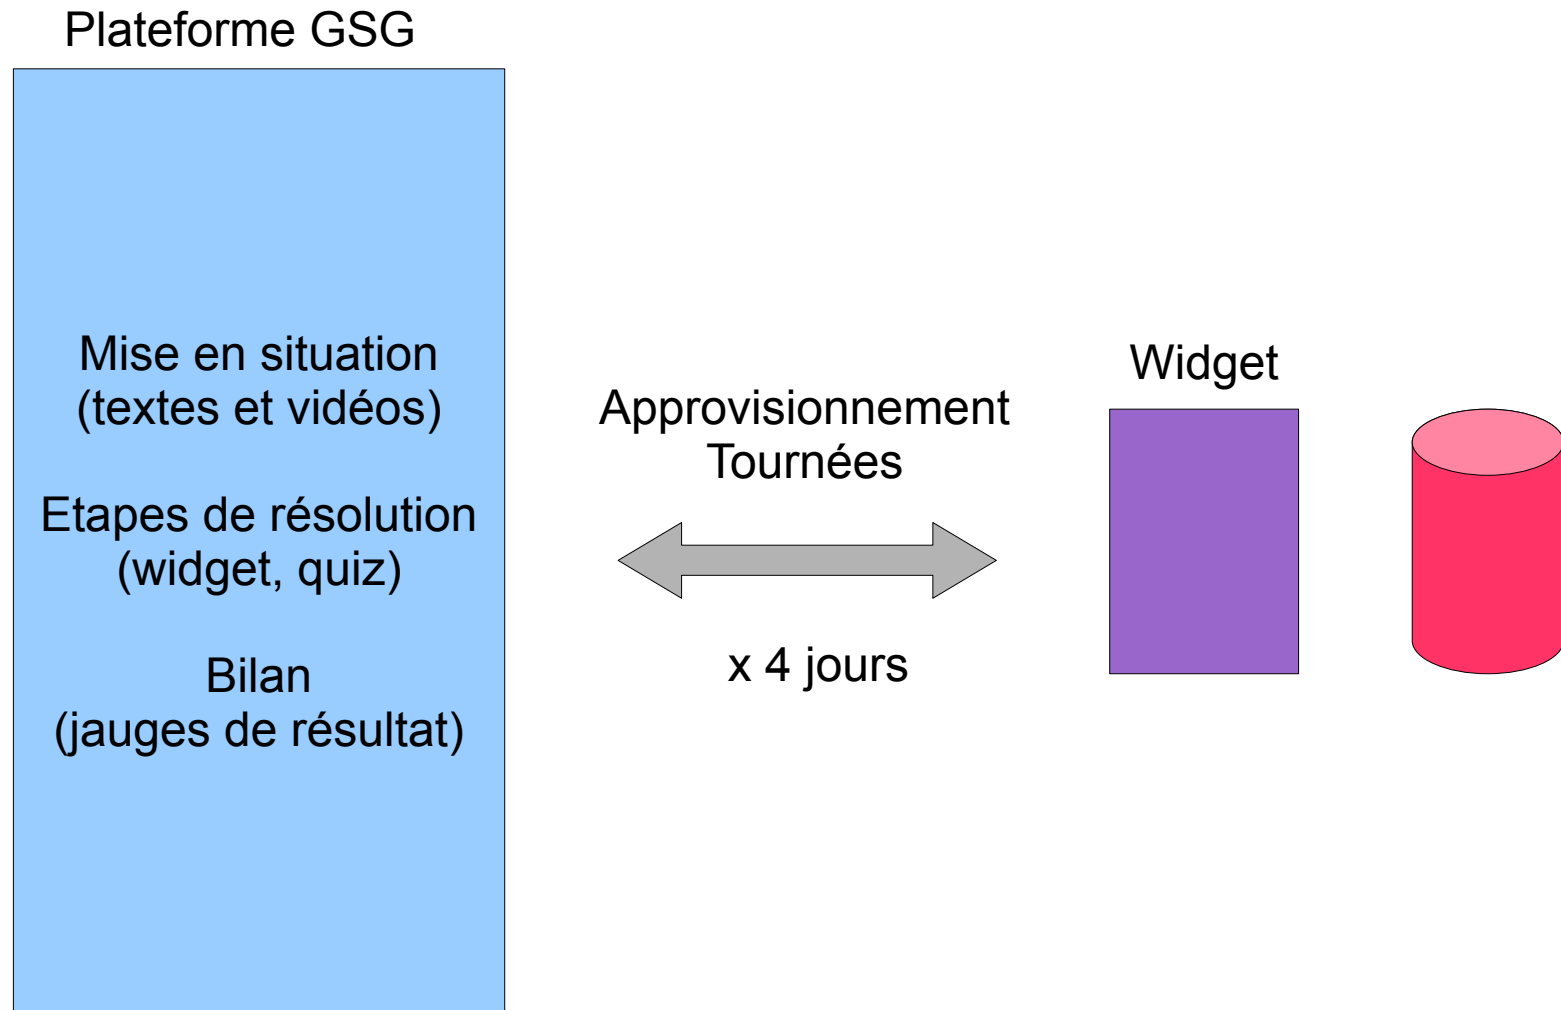 Plateforme GSG
Mise en situation
(textes et vidéos)
Etapes de résolution
(widget, quiz)
Bilan
(jauges de résultat)
Approvisionnement
Tournées
x 4 jours
Widget